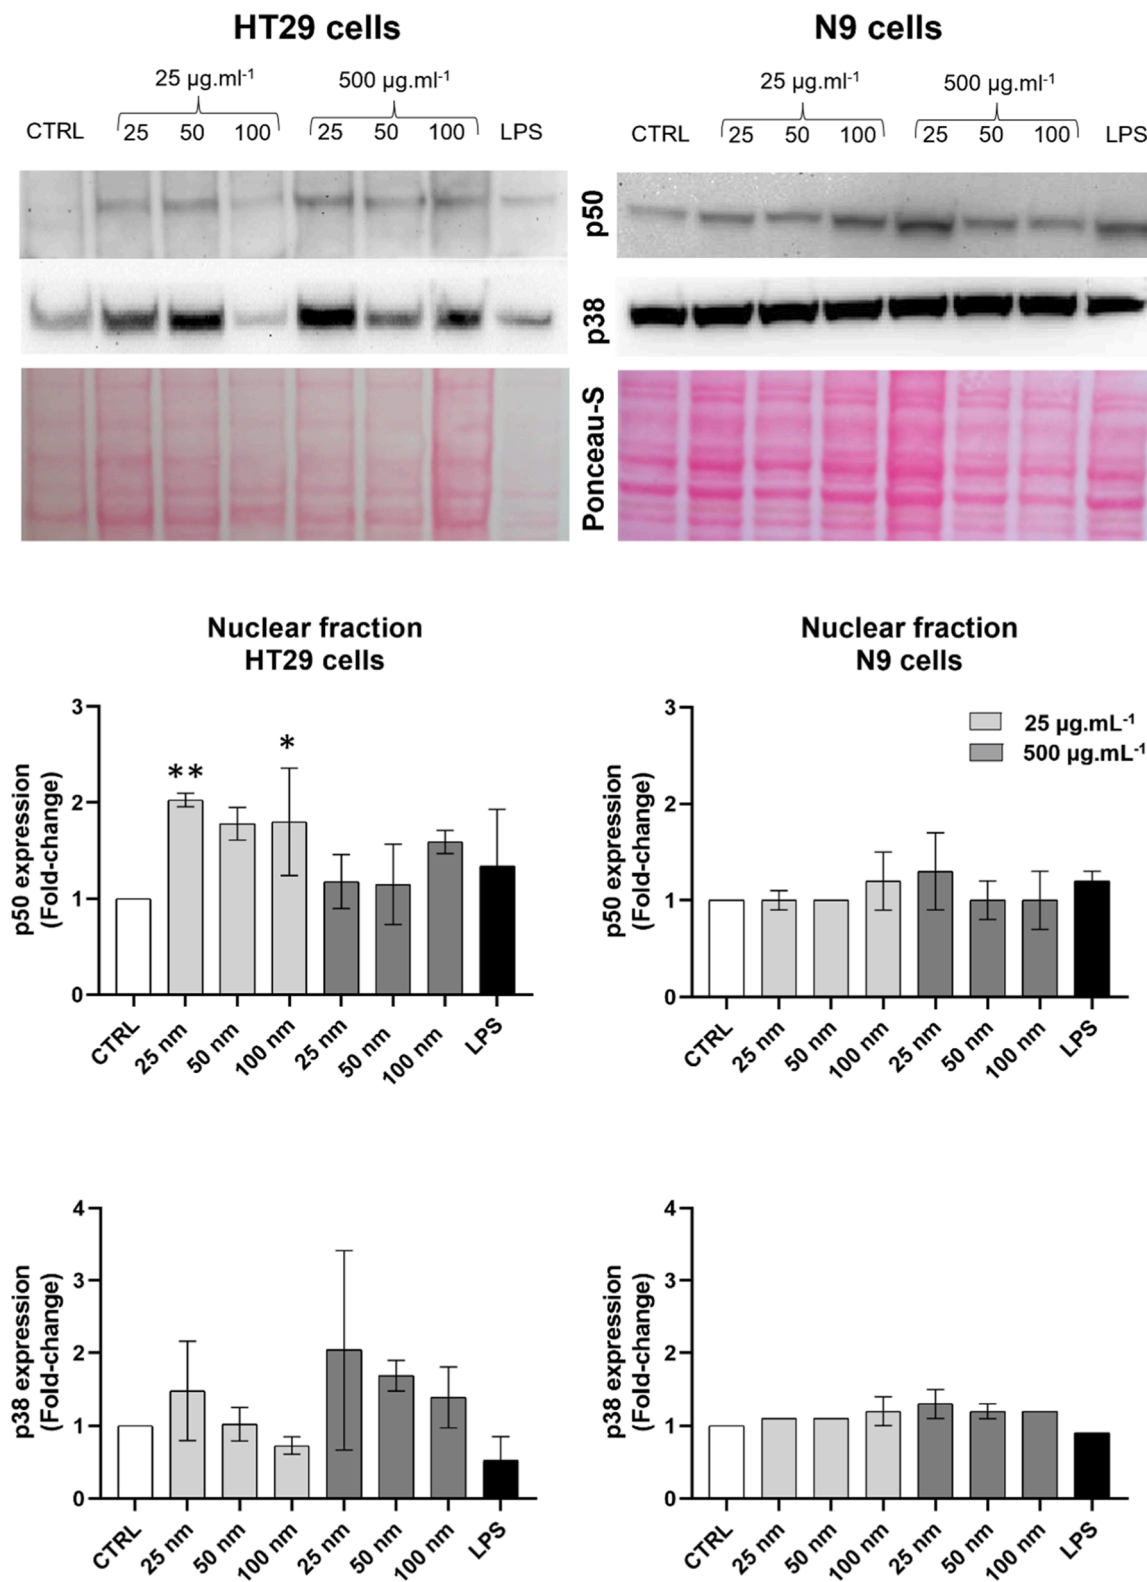 HT29 cells
N9 cells
25 µg.ml⁻¹
500 µg.ml⁻¹
CTRL 25 50 100 25 50 100 LPS
25 µg.ml⁻¹
500 µg.ml⁻¹
CTRL 25 50 100 25 50 100 LPS
p50
p38
Ponceau-S
Nuclear fraction
HT29 cells
p50 expression
(Fold-change)
3
2
1
0
**
*
CTRL 25 nm 50 nm 100 nm 25 nm 50 nm 100 nm LPS
Nuclear fraction
N9 cells
25 µg.mL⁻¹
500 µg.mL⁻¹
p50 expression
(Fold-change)
3
2
1
0
CTRL 25 nm 50 nm 100 nm 25 nm 50 nm 100 nm LPS
p38 expression
(Fold-change)
4
3
2
1
0
CTRL 25 nm 50 nm 100 nm 25 nm 50 nm 100 nm LPS
p38 expression
(Fold-change)
4
3
2
1
0
CTRL 25 nm 50 nm 100 nm 25 nm 50 nm 100 nm LPS